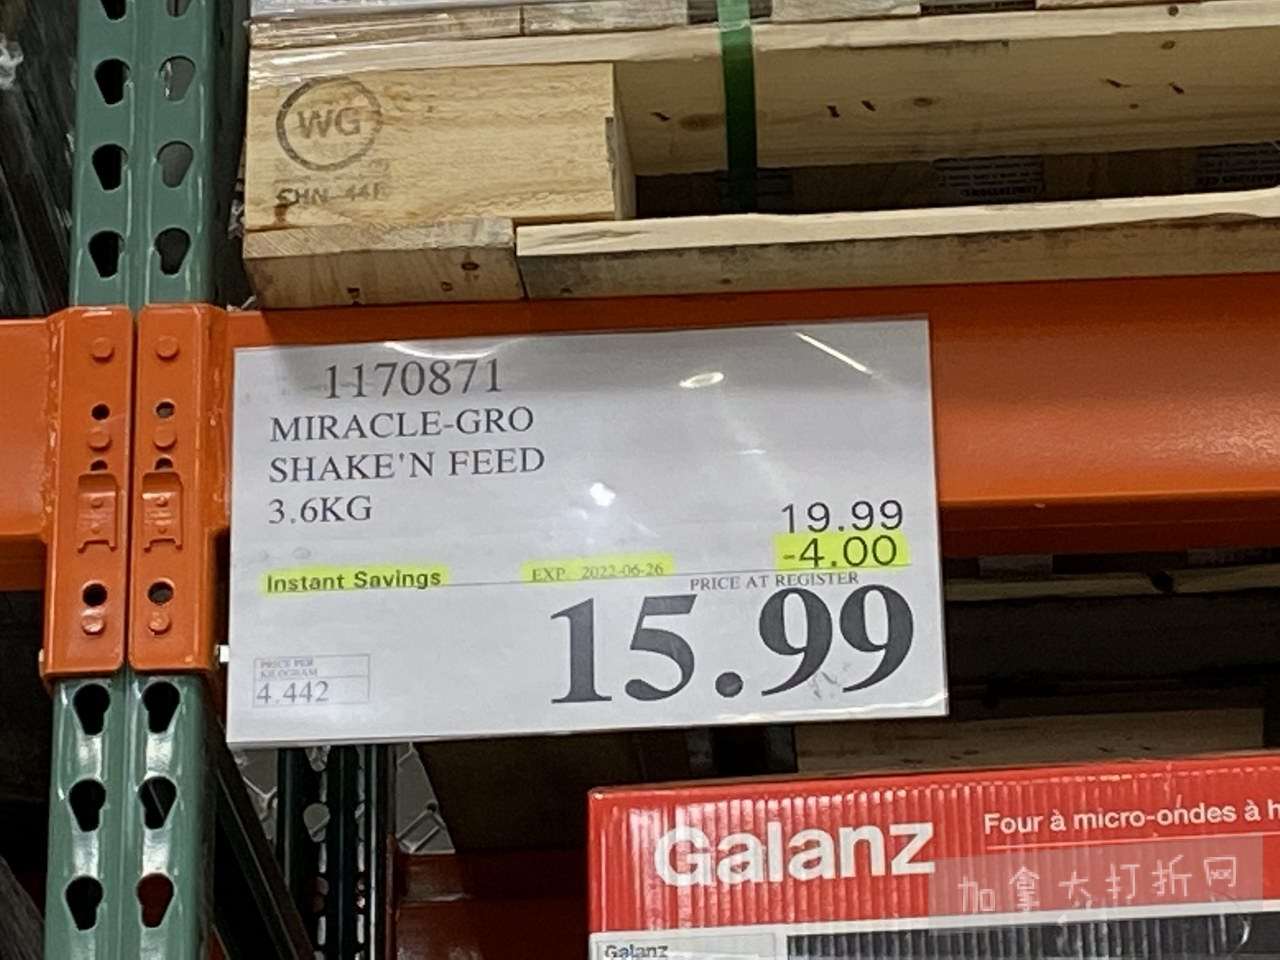 WG
1170871
MIRACLE-GRO
SHAKE'N FEED
3.6KG
19.99
-4.00
Instant Savings
EXP. 2022-06-26
PRICE AT REGISTER
15.99
PRICE PER
KILOGRAM
4.442
Galanz
Four à micro-ondes à h
加拿大打折网
Galanz